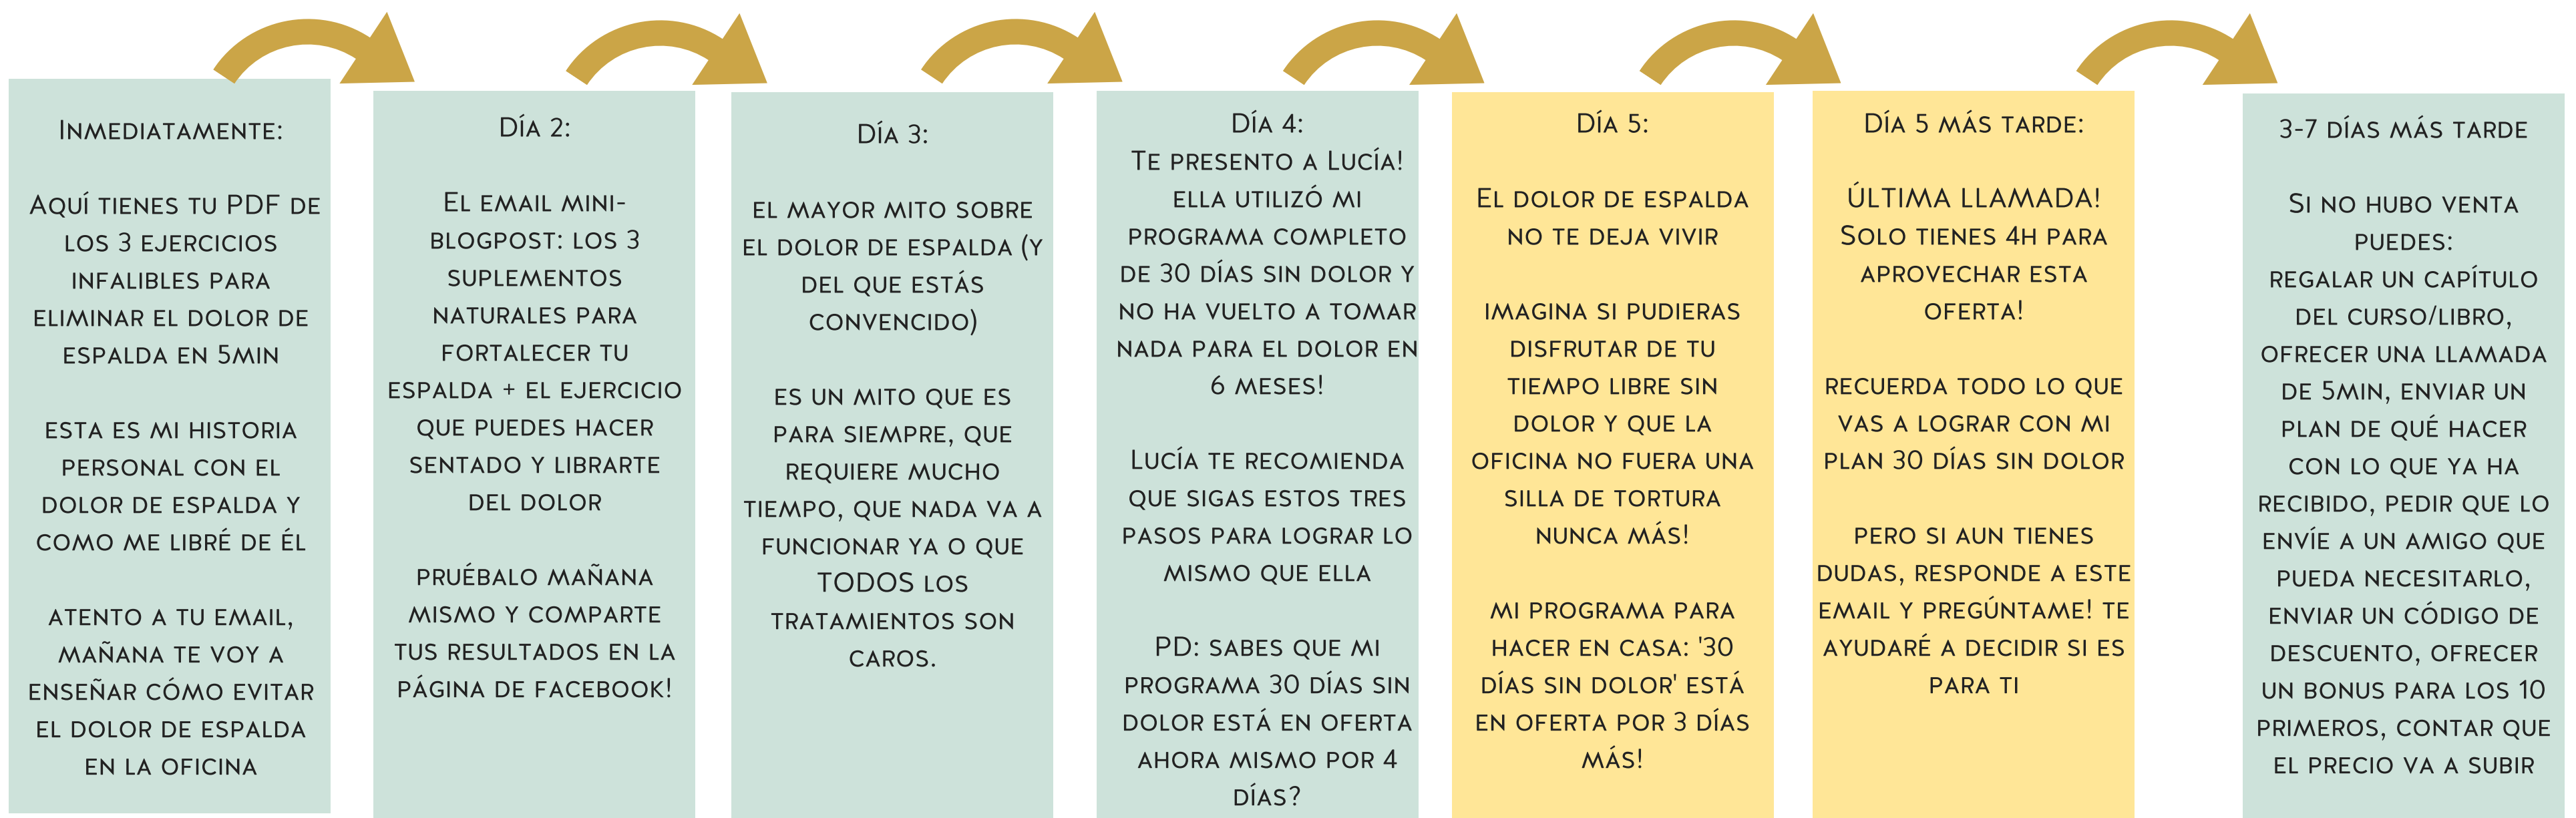 Inmediatamente:
Aquí tienes tu PDF de
los 3 ejercicios
infalibles para
eliminar el dolor de
espalda en 5min
esta es mi historia
personal con el
dolor de espalda y
como me libré de él
atento a tu email,
mañana te voy a
enseñar cómo evitar
el dolor de espalda
en la oficina
Día 2:
El email mini-
blogpost: los 3
suplementos
naturales para
fortalecer tu
espalda + el ejercicio
que puedes hacer
sentado y librarte
del dolor
pruébalo mañana
mismo y comparte
tus resultados en la
página de facebook!
Día 3:
el mayor mito sobre
el dolor de espalda (y
del que estás
convencido)
es un mito que es
para siempre, que
requiere mucho
tiempo, que nada va a
funcionar ya o que
TODOS los
tratamientos son
caros.
Día 4:
Te presento a Lucía!
ella utilizó mi
programa completo
de 30 días sin dolor y
no ha vuelto a tomar
nada para el dolor en
6 meses!
Lucía te recomienda
que sigas estos tres
pasos para lograr lo
mismo que ella
PD: sabes que mi
programa 30 días sin
dolor está en oferta
ahora mismo por 4
días?
Día 5:
El dolor de espalda
no te deja vivir
imagina si pudieras
disfrutar de tu
tiempo libre sin
dolor y que la
oficina no fuera una
silla de tortura
nunca más!
mi programa para
hacer en casa: '30
días sin dolor' está
en oferta por 3 días
más!
Día 5 más tarde:
ÚLTIMA LLAMADA!
Solo tienes 4h para
aprovechar esta
oferta!
recuerda todo lo que
vas a lograr con mi
plan 30 días sin dolor
pero si aun tienes
dudas, responde a este
email y pregúntame! te
ayudaré a decidir si es
para ti
3-7 días más tarde
Si no hubo venta
puedes:
regalar un capítulo
del curso/libro,
ofrecer una llamada
de 5min, enviar un
plan de qué hacer
con lo que ya ha
recibido, pedir que lo
envíe a un amigo que
pueda necesitarlo,
enviar un código de
descuento, ofrecer
un bonus para los 10
primeros, contar que
el precio va a subir